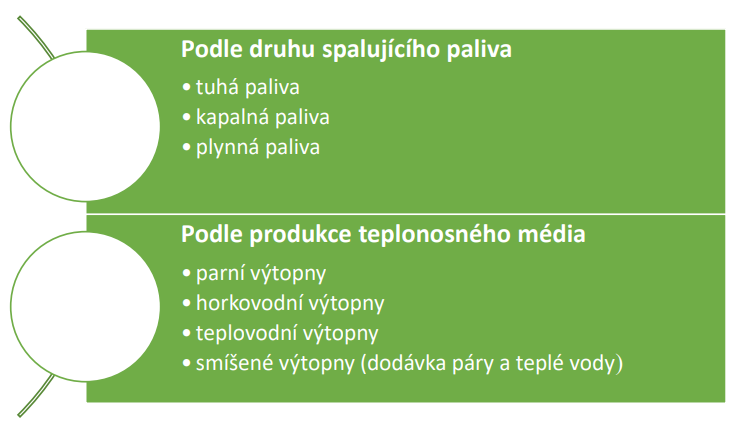 Podle druhu spalujícího paliva
• tuhá paliva
• kapalná paliva
• plynná paliva
Podle produkce teplonosného média
• parní výtopny
• horkovodní výtopny
• teplovodní výtopny
• smíšené výtopny (dodávka páry a teplé vody)